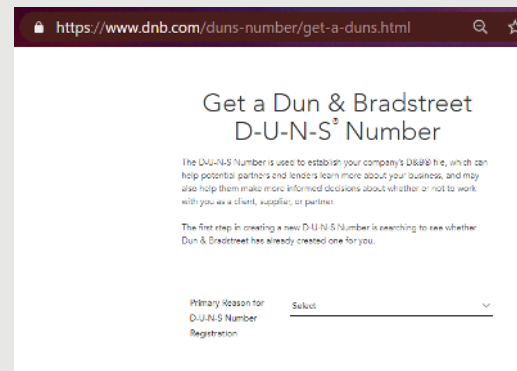 https://www.dnb.com/duns-number/get-a-duns.html
Get a Dun & Bradstreet
D-U-N-S® Number
The D-U-N-S Number is used to establish your company's D&B® file, which can
help potential partners and lenders learn more about your business, and may
also help them make more informed decisions about whether or not to work
with you as a client, supplier, or partner.
The first step in creating a new D-U-N-S Number is searching to see whether
Dun & Bradstreet has already created one for you.
Primary Reason for
D-U-N-S Number
Registration
Select